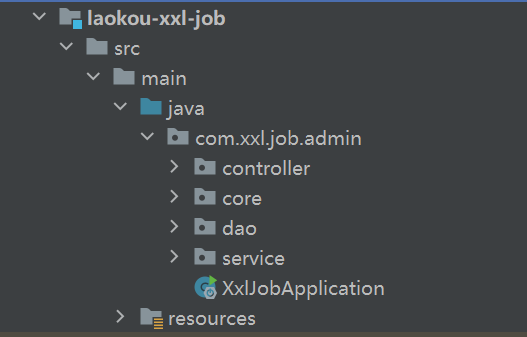 laokou-xxl-job
src
main
java
com.xxl.job.admin
controller
core
dao
service
XxlJobApplication
resources